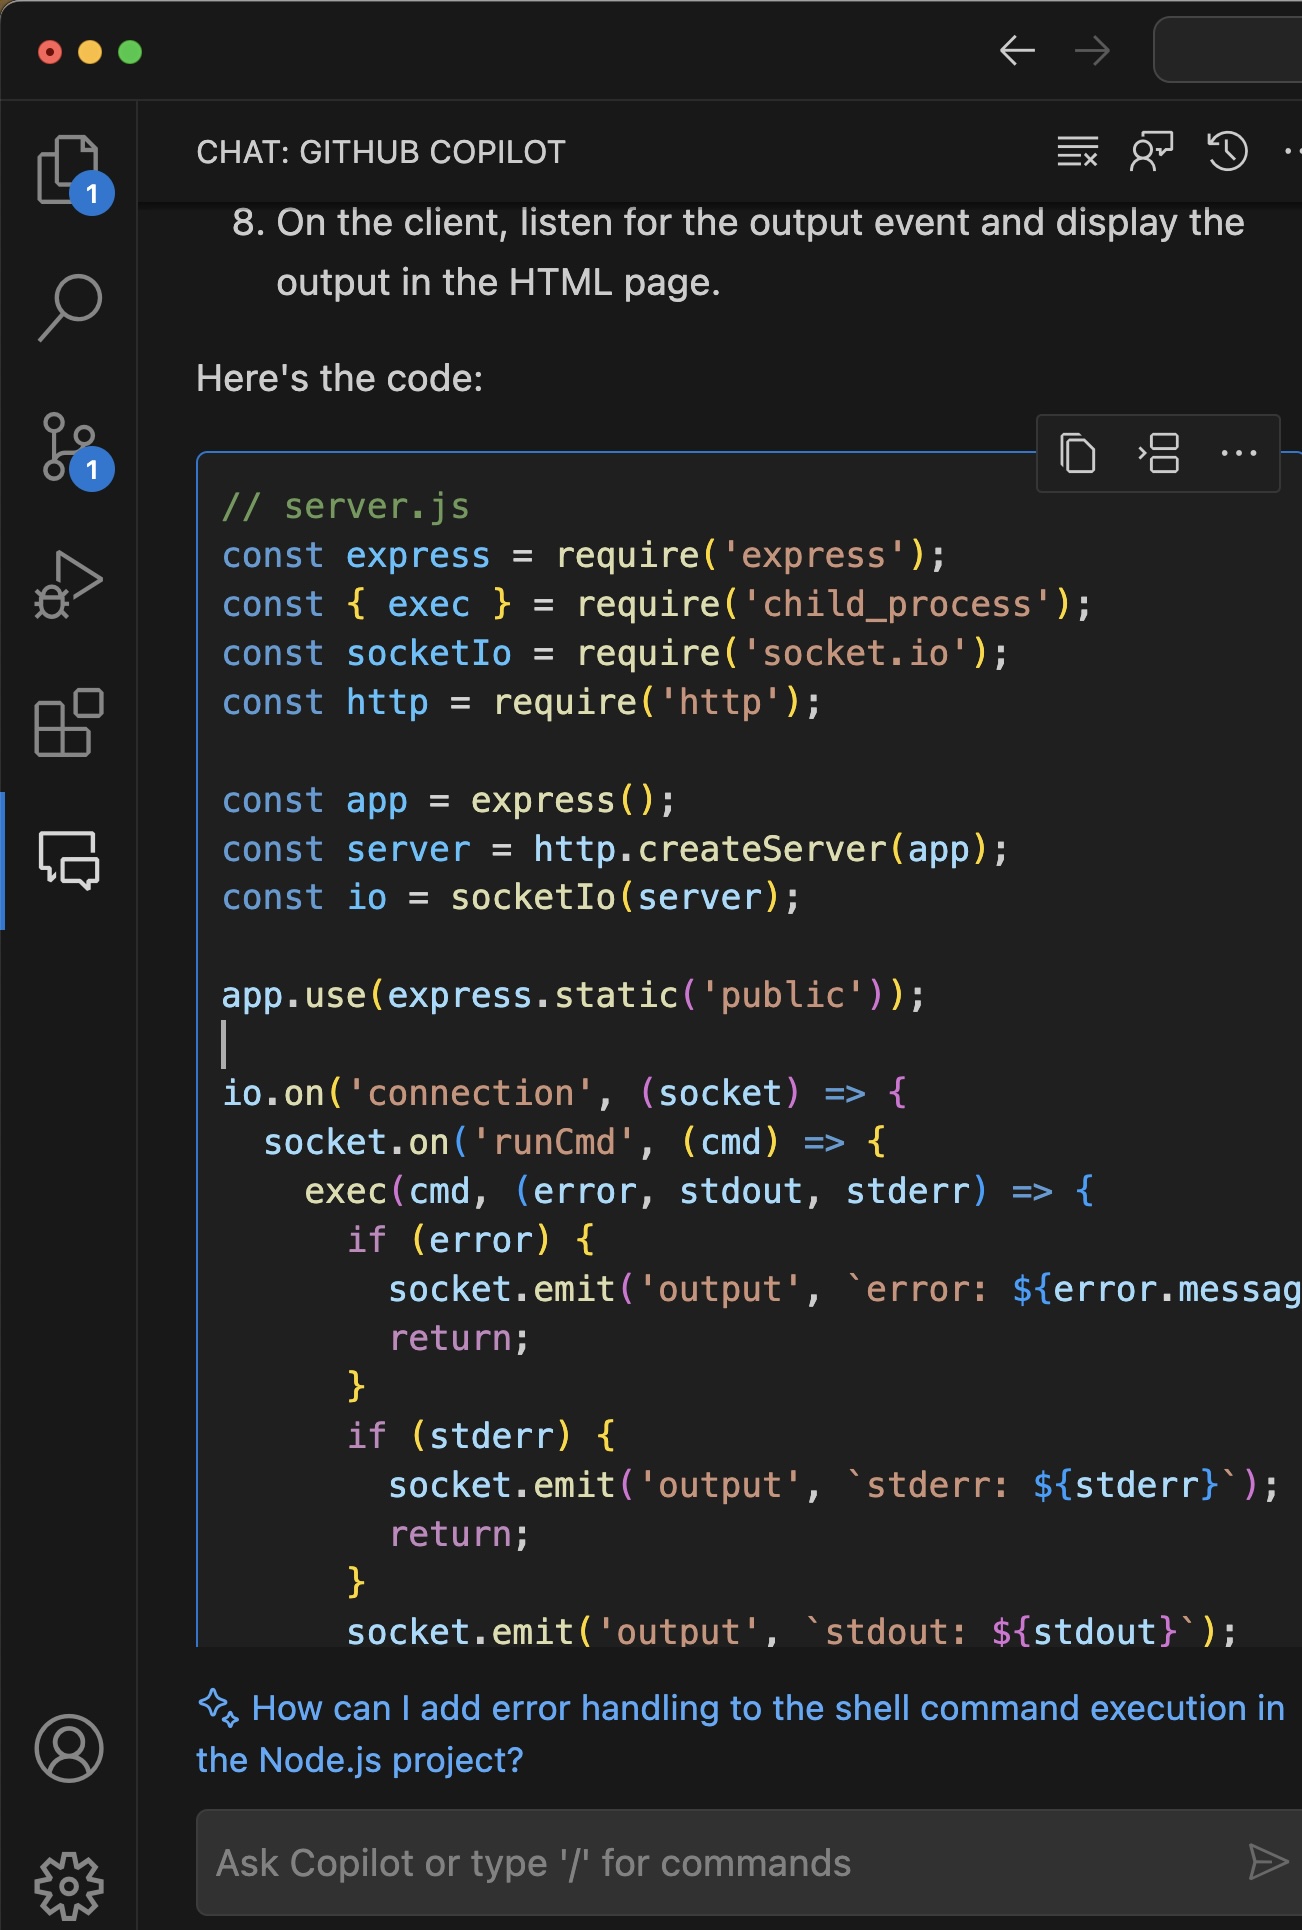 CHAT: GITHUB COPILOT
8. On the client, listen for the output event and display the
output in the HTML page.
Here's the code:
// server.js
const express = require('express');
const { exec } = require('child_process');
const socketIo = require('socket.io');
const http = require('http');
const app = express();
const server = http.createServer(app);
const io = socketIo(server);
app.use(express.static('public'));
io.on('connection', (socket) => {
  socket.on('runCmd', (cmd) => {
    exec(cmd, (error, stdout, stderr) => {
      if (error) {
        socket.emit('output', `error: ${error.messag
        return;
      }
      if (stderr) {
        socket.emit('output', `stderr: ${stderr}`);
        return;
      }
      socket.emit('output', `stdout: ${stdout}`);
How can I add error handling to the shell command execution in
the Node.js project?
Ask Copilot or type '/' for commands
1
1